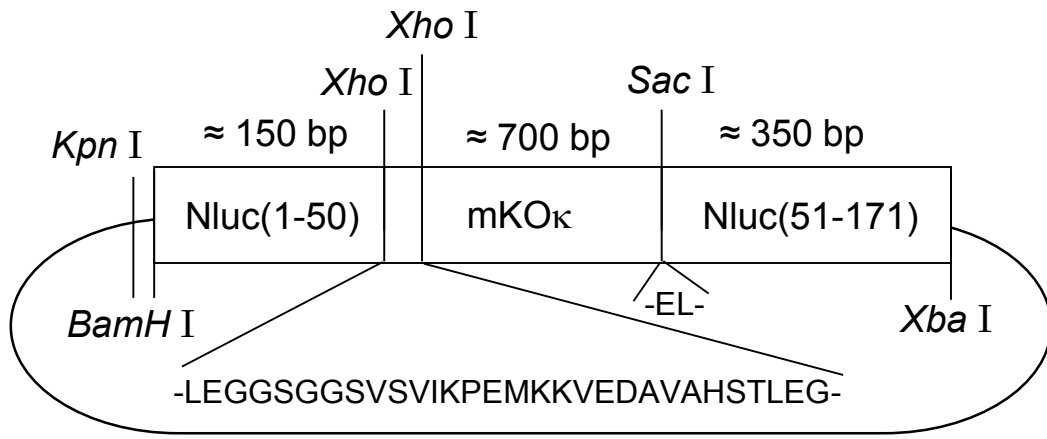 Xho I
Xho I
Sac I
Kpn I
≈ 150 bp
≈ 700 bp
≈ 350 bp
Nluc(1-50)
mKOκ
Nluc(51-171)
-EL-
BamH I
Xba I
-LEGGSGGSVSVIKPEMKKVEDAVAHSTLEG-